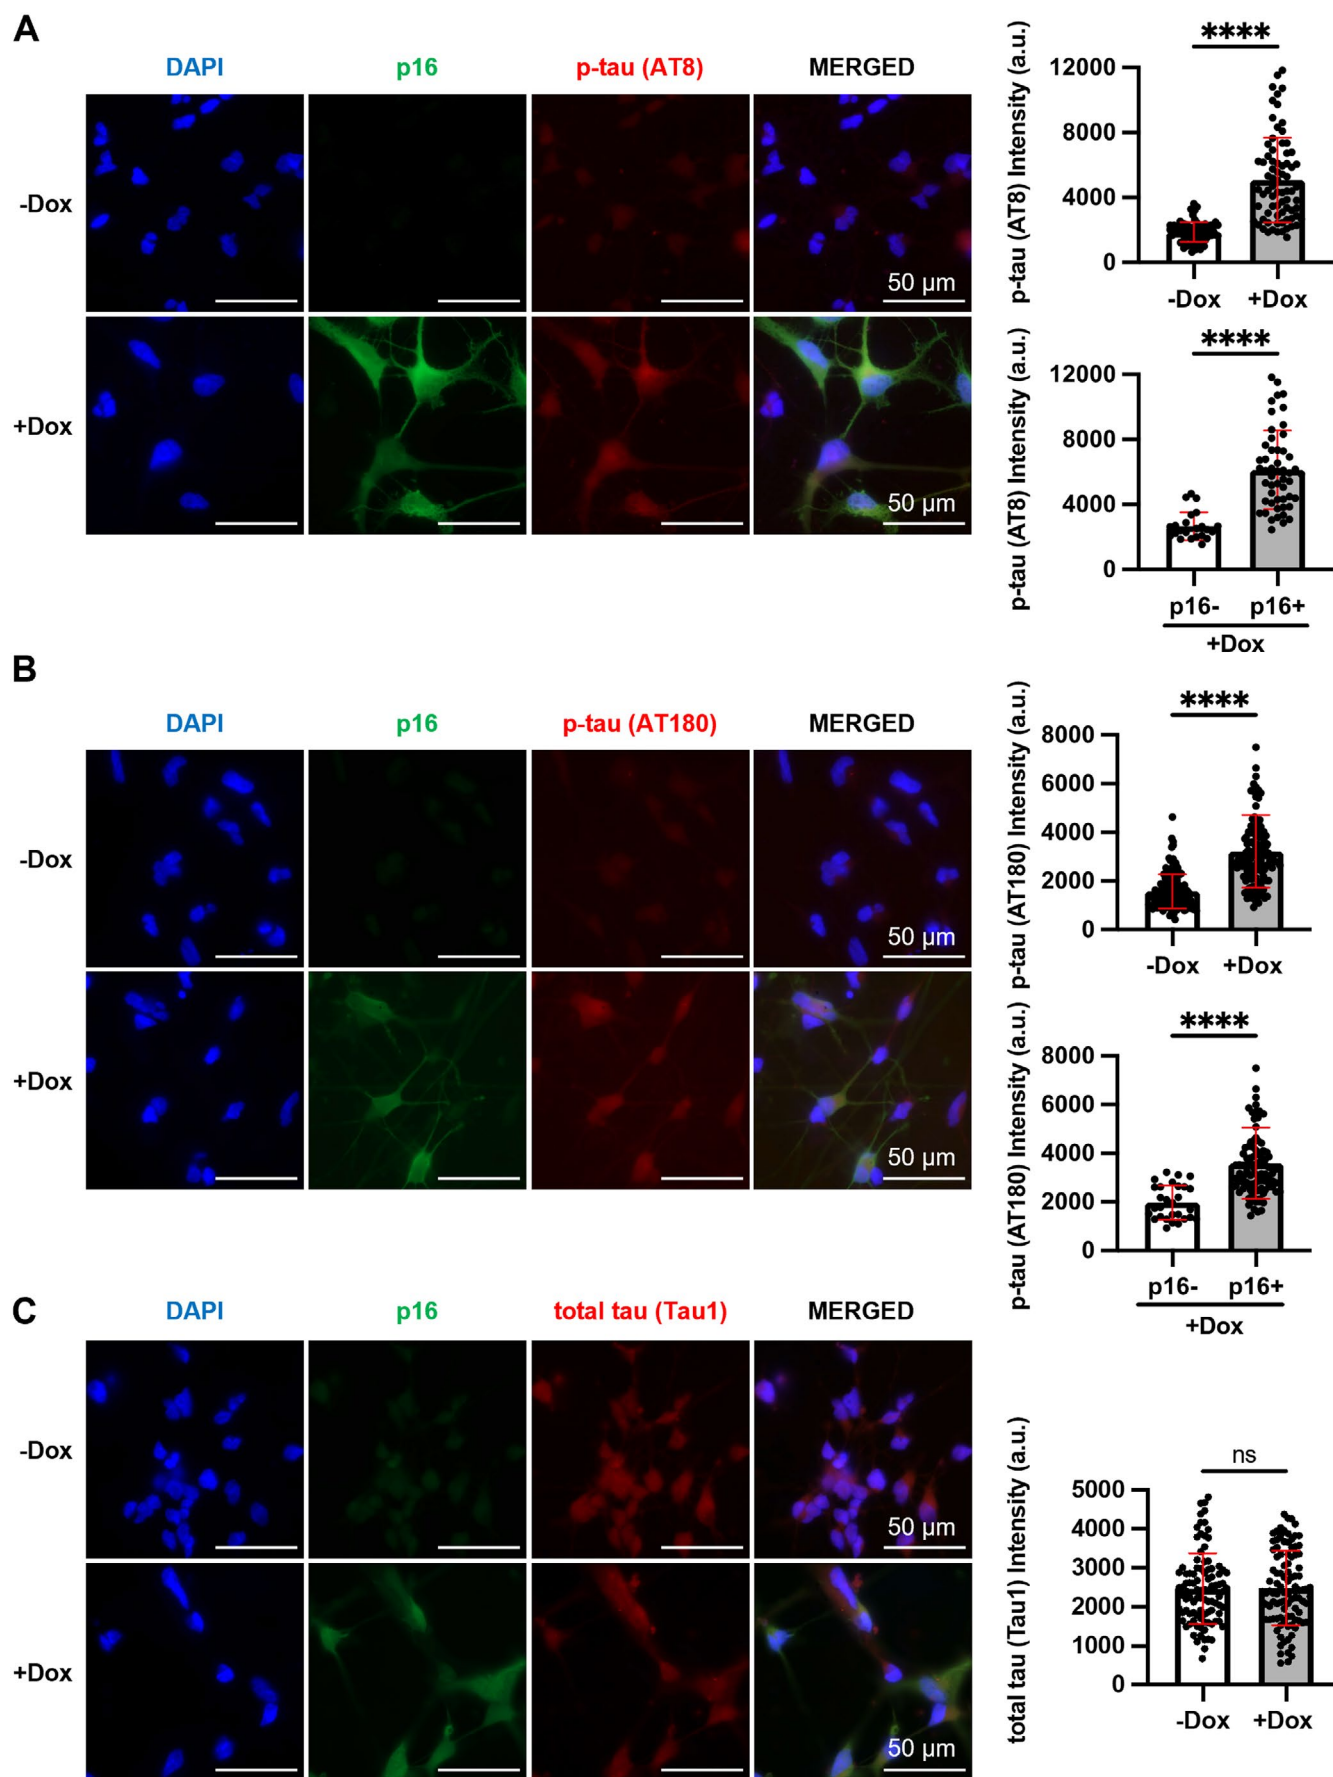 A
DAPI p16 p-tau (AT8) MERGED
-Dox
50 µm
+Dox
50 µm
p-tau (AT8) Intensity (a.u.)
****
12000
8000
4000
0
-Dox +Dox
p-tau (AT8) Intensity (a.u.)
****
12000
8000
4000
0
p16- p16+
+Dox
B
DAPI p16 p-tau (AT180) MERGED
-Dox
50 µm
+Dox
50 µm
p-tau (AT180) Intensity (a.u.)
****
8000
6000
4000
2000
0
-Dox +Dox
p-tau (AT180) Intensity (a.u.)
****
8000
6000
4000
2000
0
p16- p16+
+Dox
C
DAPI p16 total tau (Tau1) MERGED
-Dox
50 µm
+Dox
50 µm
total tau (Tau1) Intensity (a.u.)
ns
5000
4000
3000
2000
1000
0
-Dox +Dox